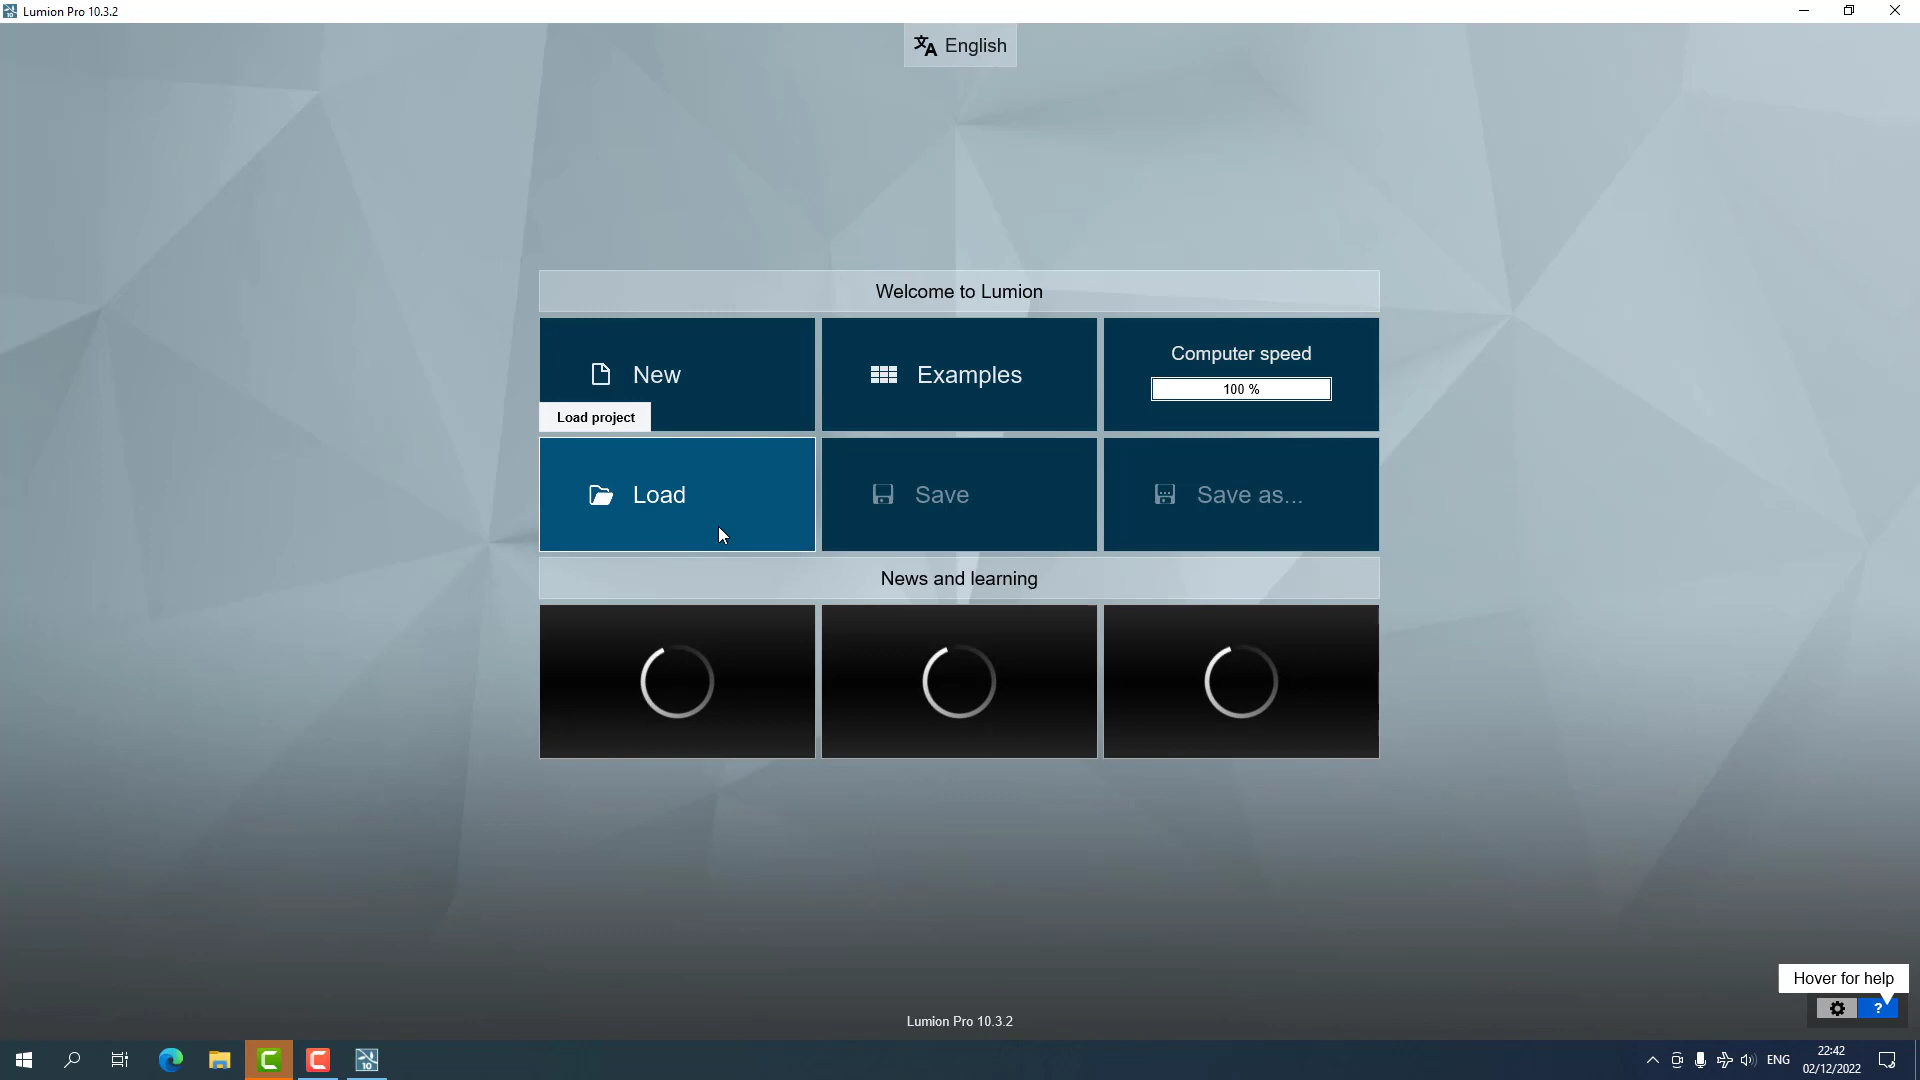 Lumion Pro 10.3.2
English
Welcome to Lumion
New
Examples
Computer speed
100 %
Load project
Load
Save
Save as...
News and learning
Hover for help
?
Lumion Pro 10.3.2
10
ENG
22:42
02/12/2022